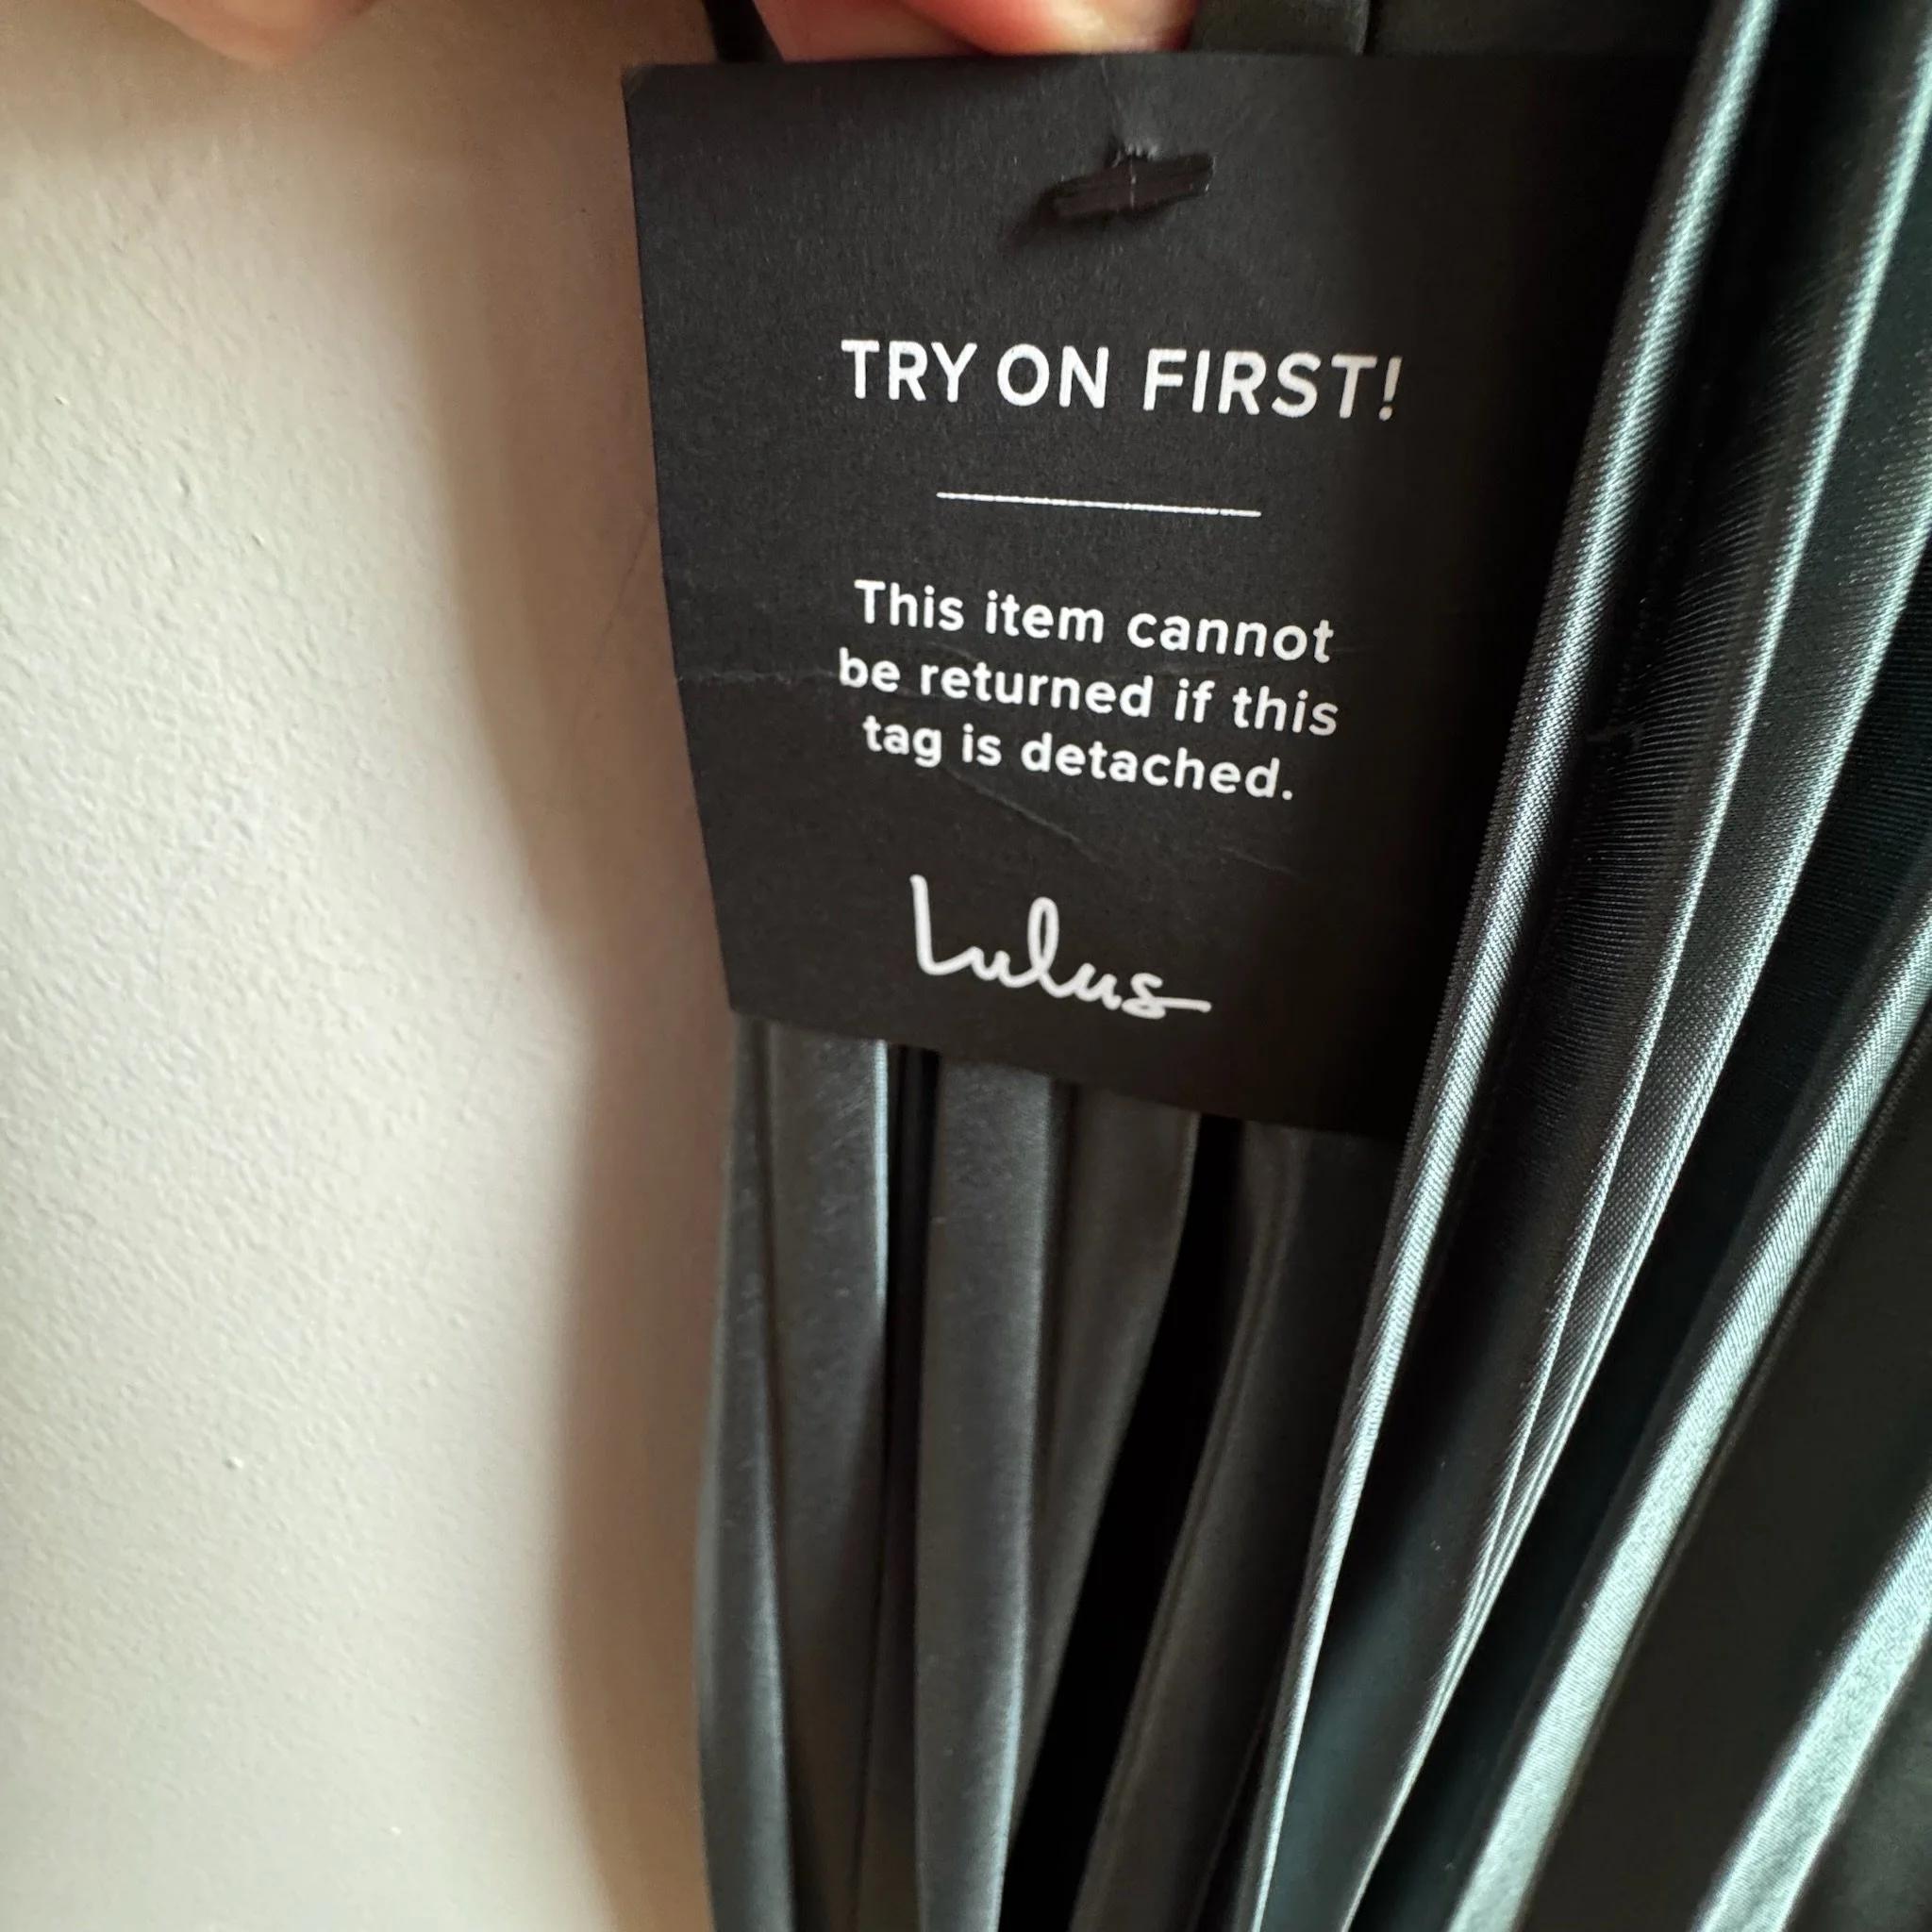 TRY ON FIRST!
This item cannot
be returned if this
tag is detached.
Lulus